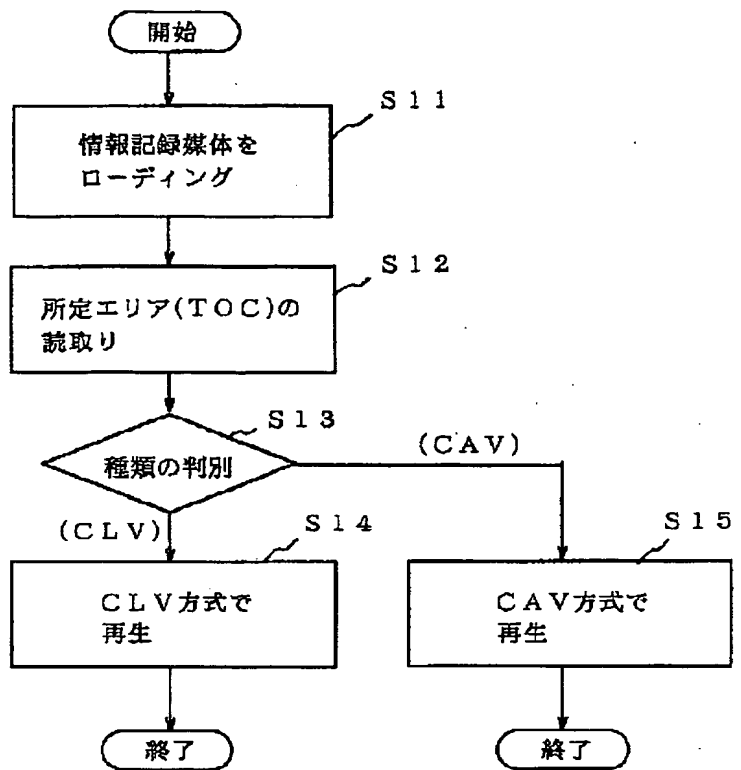 開始
S11
情報記録媒体を
ローディング
S12
所定エリア(TOC)の
読取り
S13
種類の判別
(CAV)
(CLV)
S14
CLV方式で
再生
S15
CAV方式で
再生
終了
終了